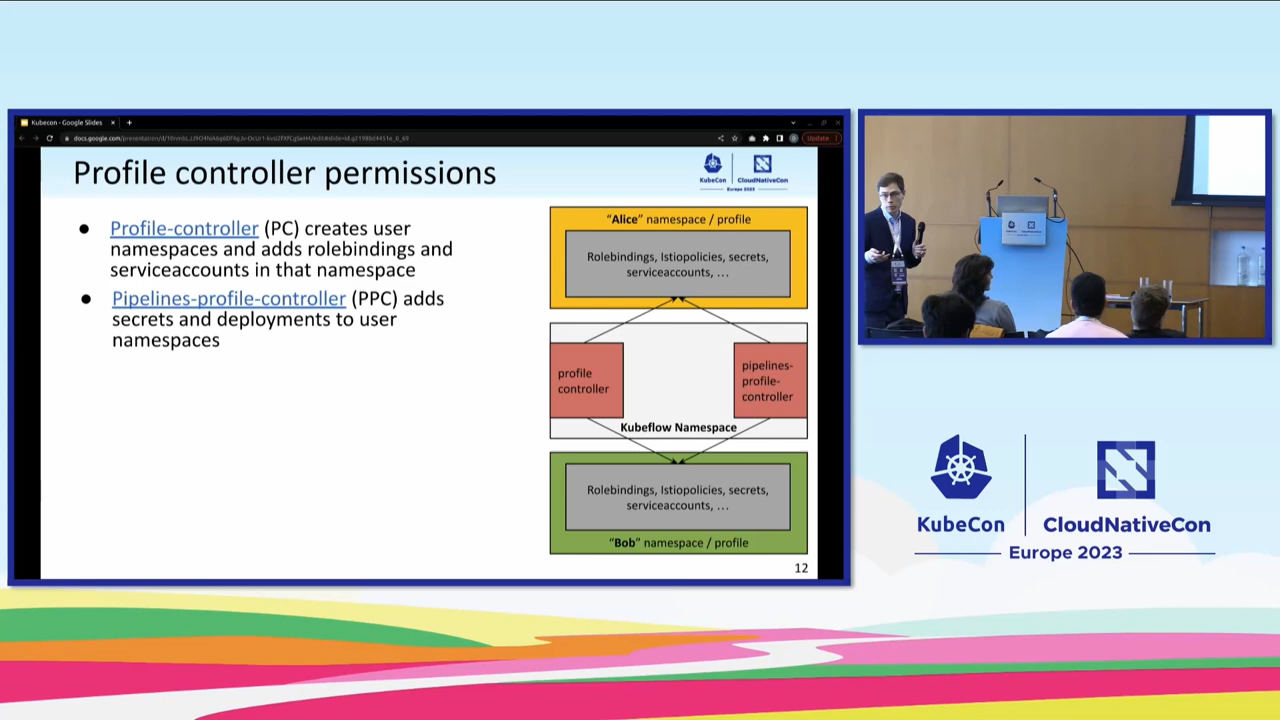 Kubecon - Google Slides
Update
Profile controller permissions
KubeCon
CloudNativeCon
Europe 2023
● Profile-controller (PC) creates user
namespaces and adds rolebindings and
serviceaccounts in that namespace
● Pipelines-profile-controller (PPC) adds
secrets and deployments to user
namespaces
“Alice” namespace / profile
Rolebindings, Istiopolicies, secrets,
serviceaccounts, ...
profile
controller
pipelines-
profile-
controller
Kubeflow Namespace
Rolebindings, Istiopolicies, secrets,
serviceaccounts, ...
“Bob” namespace / profile
12
KubeCon
CloudNativeCon
Europe 2023